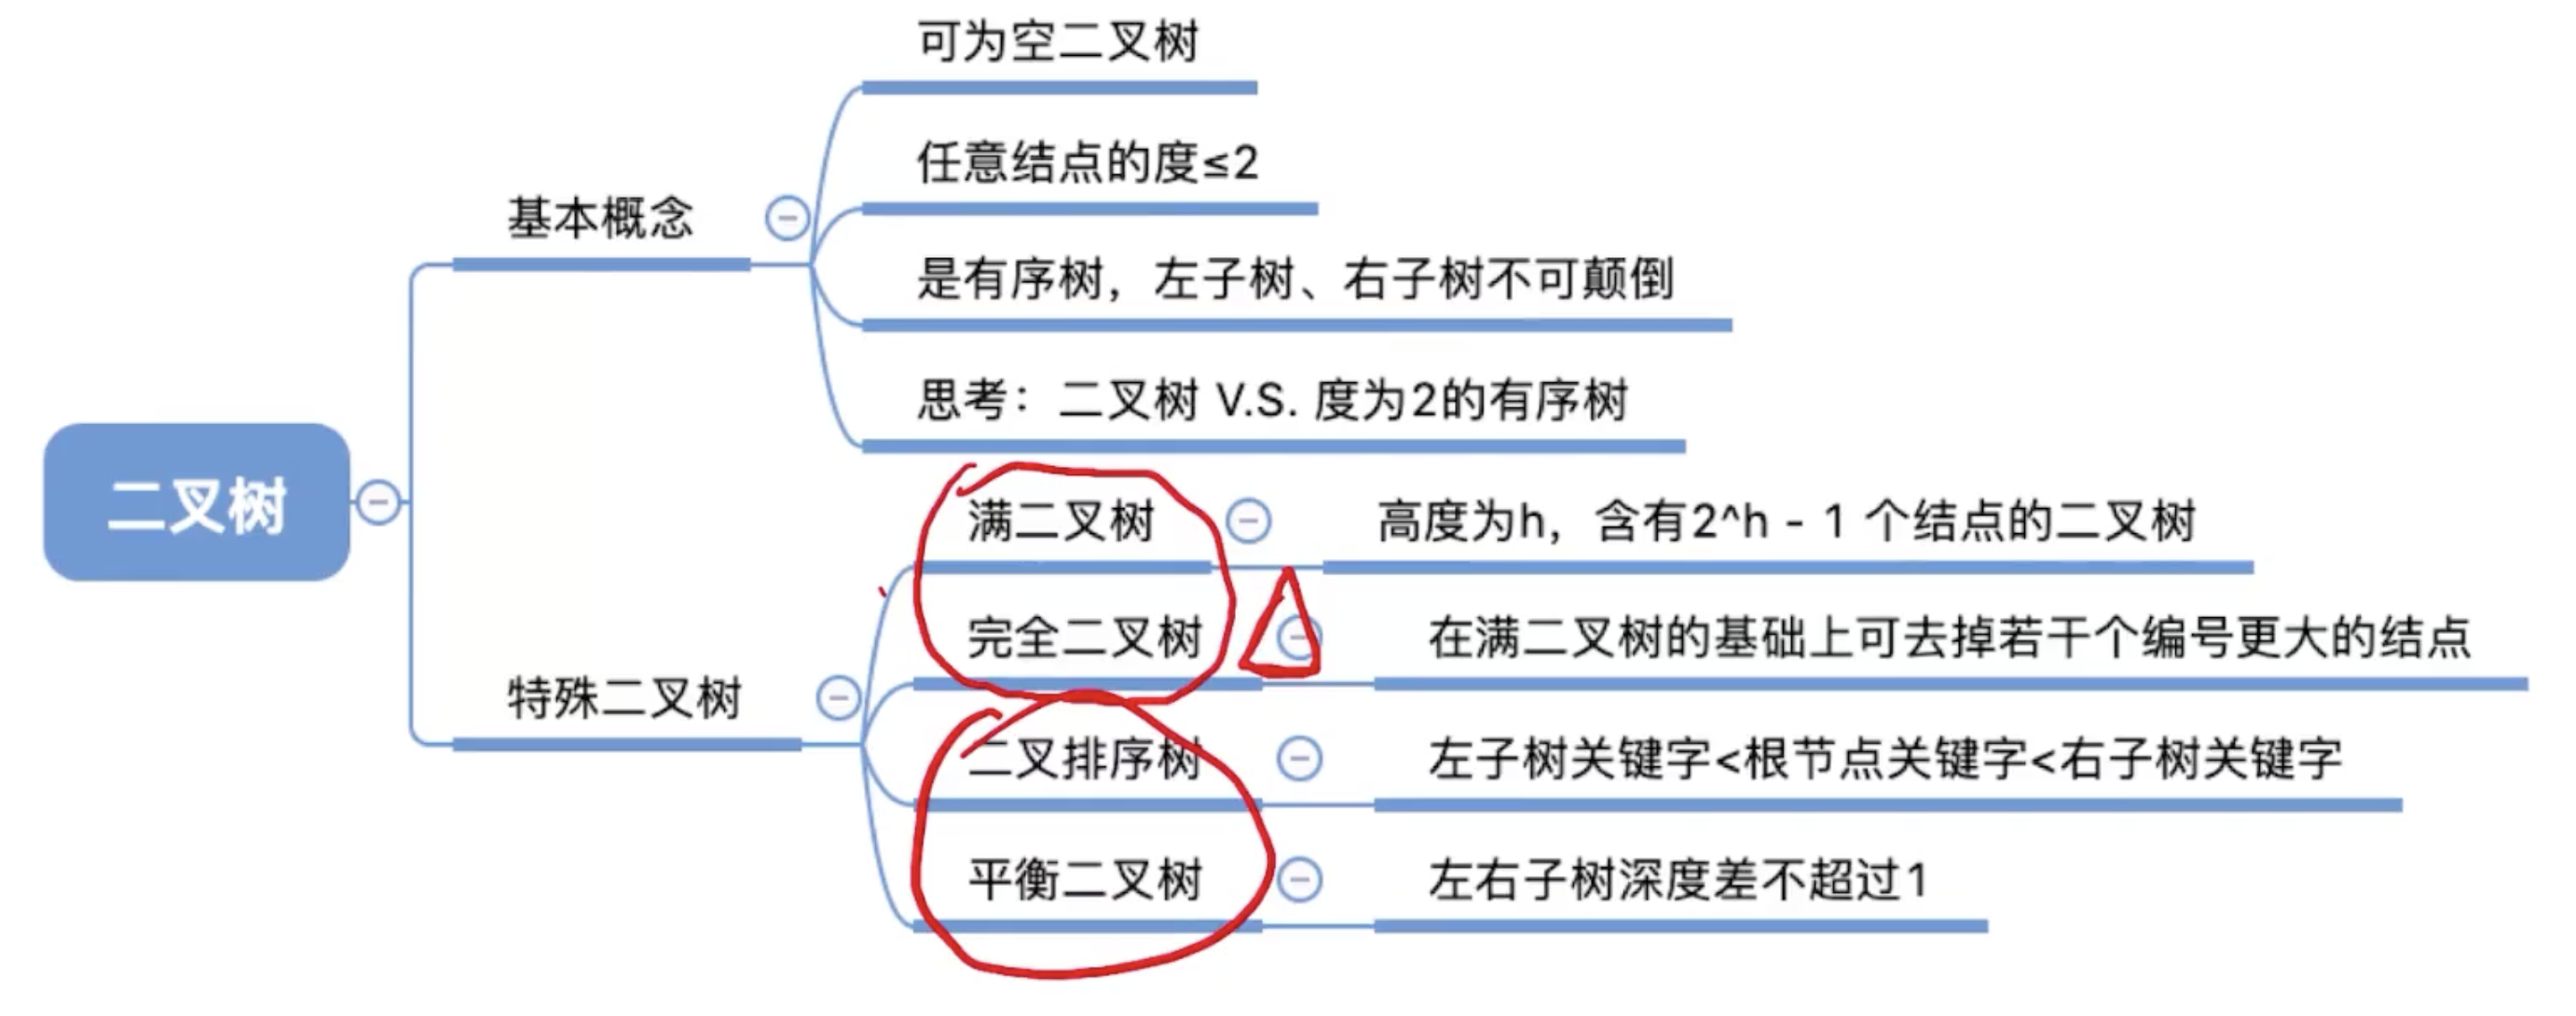 可为空二叉树
任意结点的度≤2
基本概念
是有序树，左子树、右子树不可颠倒
思考：二叉树 V.S. 度为2的有序树
二叉树
满二叉树
高度为h，含有2^h - 1 个结点的二叉树
完全二叉树
在满二叉树的基础上可去掉若干个编号更大的结点
特殊二叉树
二叉排序树
左子树关键字<根节点关键字<右子树关键字
平衡二叉树
左右子树深度差不超过1